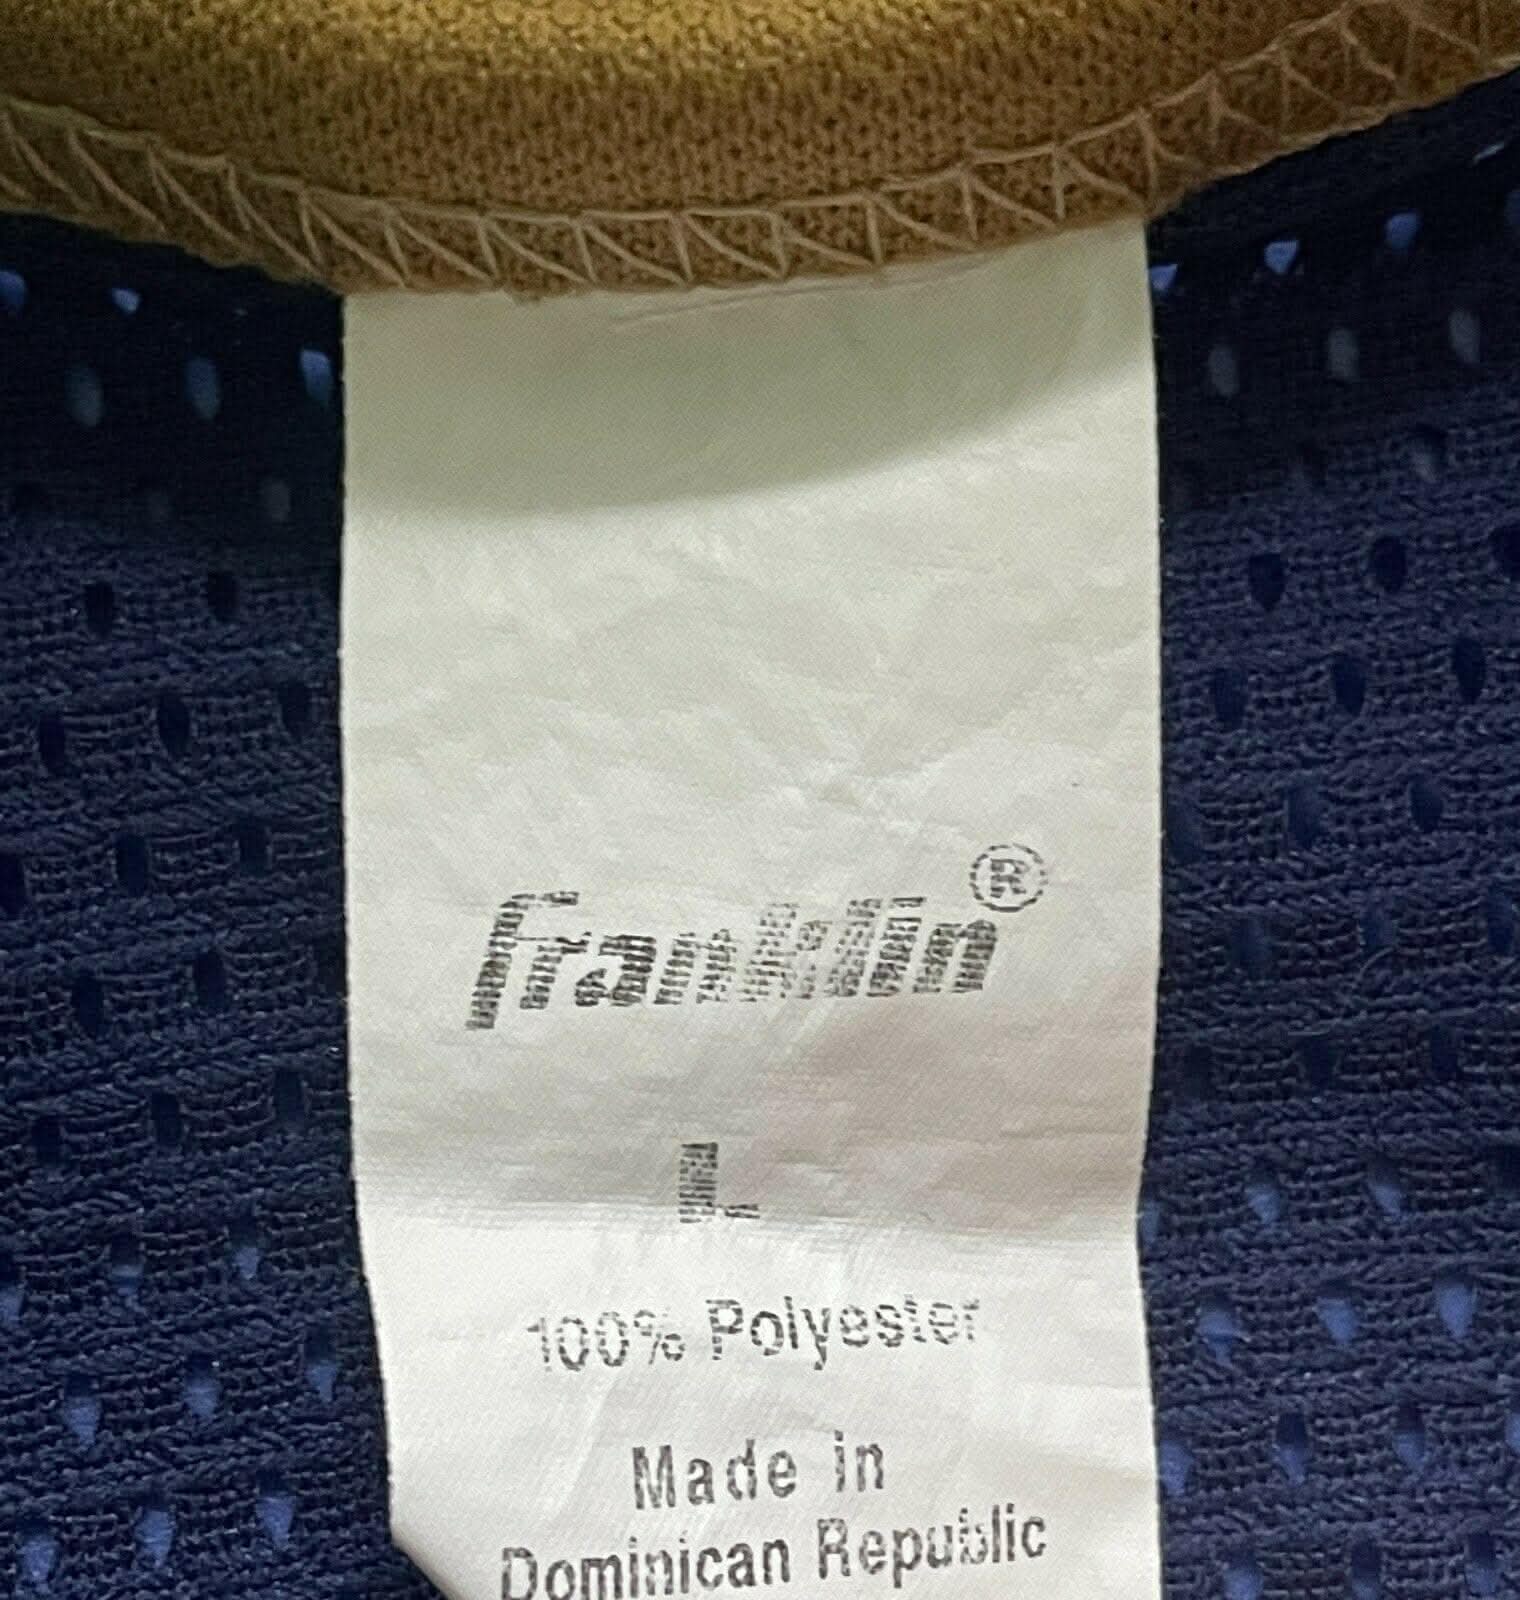 Franklin®
L
100% Polyester
Made in
Dominican Republic